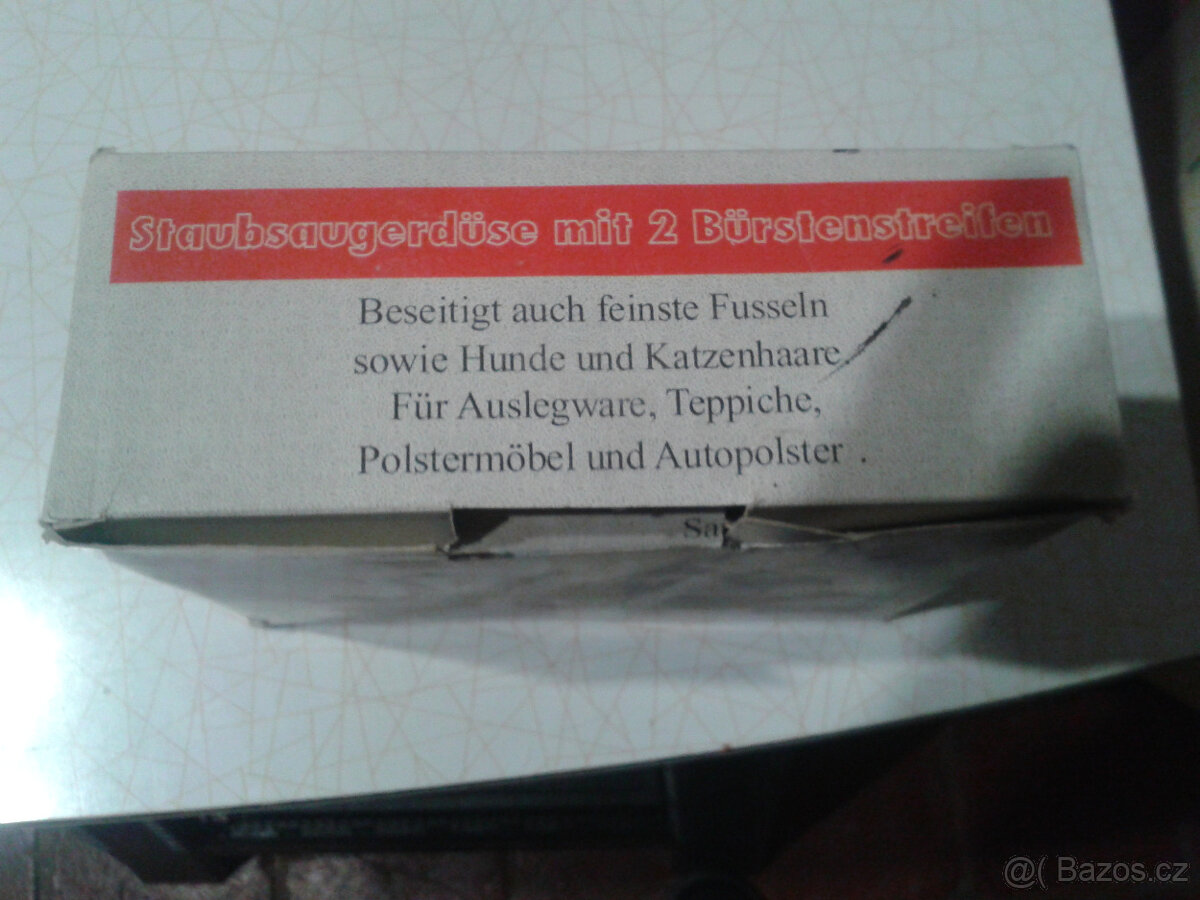 Staubsaugerdüse mit 2 Bürstenstreifen
Beseitigt auch feinste Fusseln
sowie Hunde und Katzenhaare
Für Auslegware, Teppiche,
Polstermöbel und Autopolster .
Sa
@( Bazos.cz